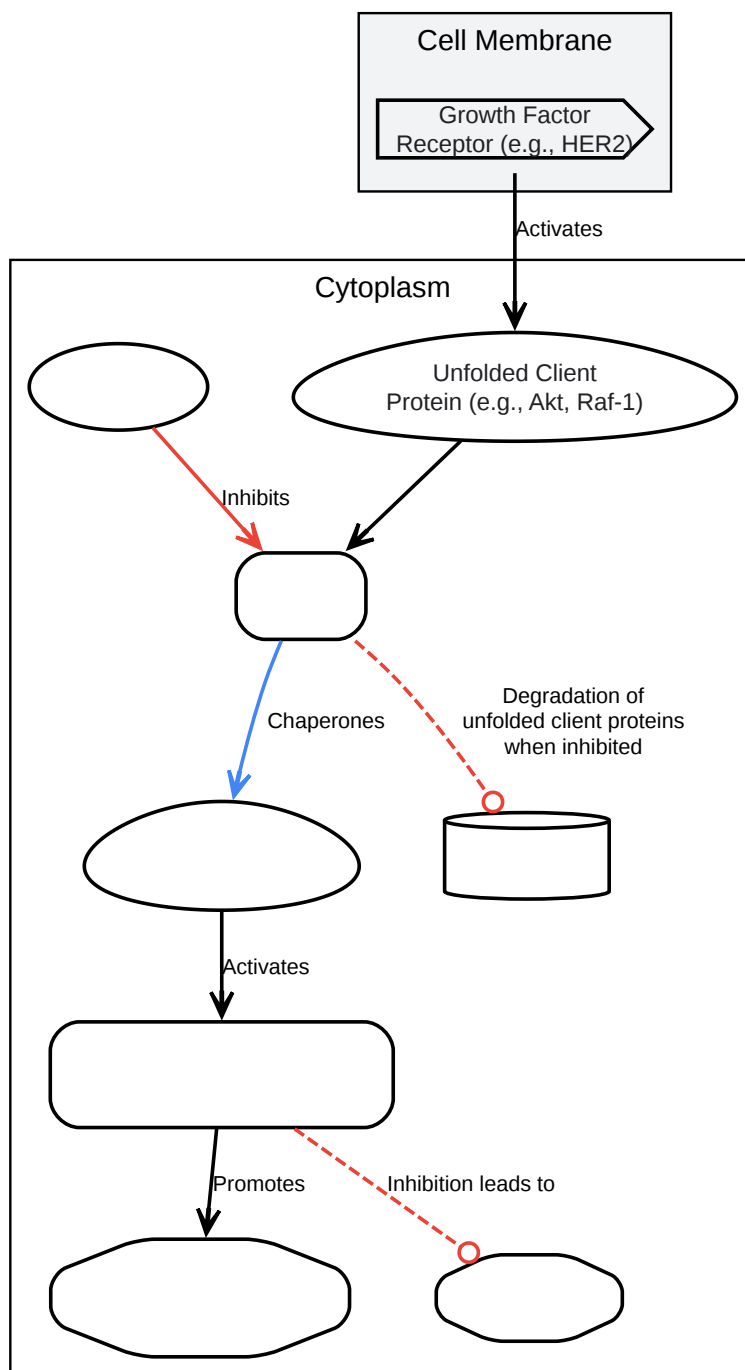 Cell Membrane
Growth Factor
Receptor (e.g., HER2)
Activates
Cytoplasm
Unfolded Client
Protein (e.g., Akt, Raf-1)
Inhibits
Chaperones
Degradation of
unfolded client proteins
when inhibited
Activates
Promotes
Inhibition leads to